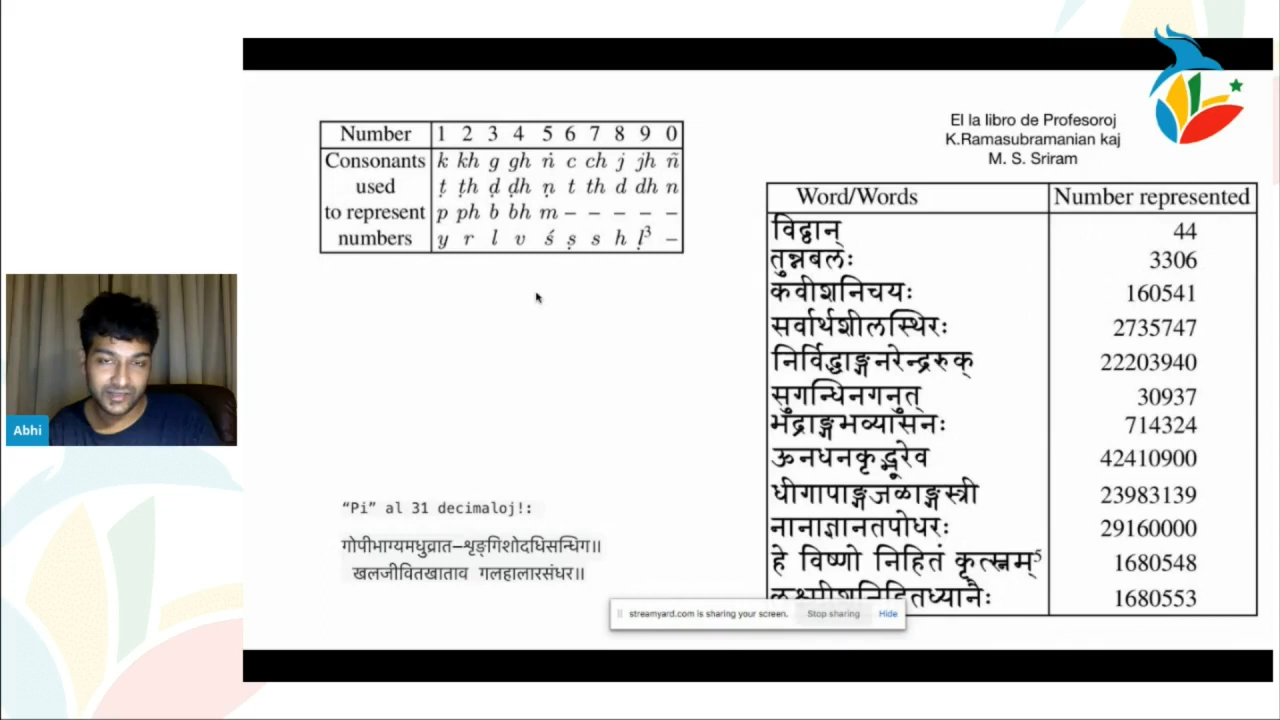 El la libro de Profesoroj
K.Ramasubramanian kaj
M. S. Sriram
Number 1 2 3 4 5 6 7 8 9 0
Consonants k kh g gh ṅ c ch j jh ñ
used ṭ ṭh ḍ ḍh ṇ t th d dh n
to represent p ph b bh m – – – – –
numbers y r l v ś ṣ s h ḷ3 –
Word/Words Number represented
विद्वान् 44
तुन्नबलः 3306
कवीशनिचयः 160541
सर्वार्थशीलस्थिरः 2735747
निर्विद्धाङ्गनरेन्द्ररुक् 22203940
सुगन्धिनगनुत् 30937
भद्राङ्गभव्यासनः 714324
ऊनधनकृद्भूरेव 42410900
धीगापाङ्गजळाङ्गस्त्री 23983139
नानाज्ञानतपोधरः 29160000
हे विष्णो निहितं कृत्स्नम्5 1680548
1680553
Abhi
“Pi” al 31 decimaloj!:
गोपीभाग्यमधुव्रात–श्रृङ्गिशोदधिसन्धिग॥
खलजीवितखाताव गलहालारसंधर॥
streamyard.com is sharing your screen. Stop sharing Hide